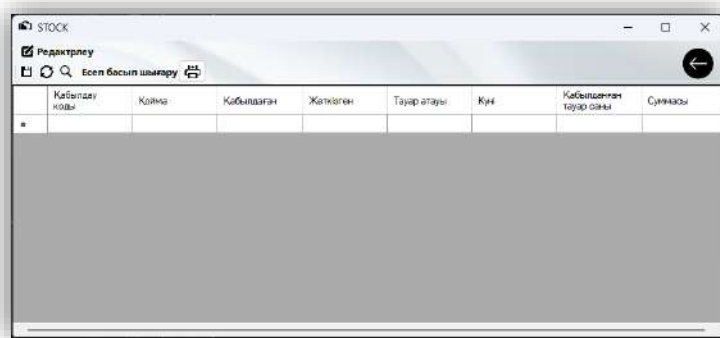 STOCK
Редактрлеу
Есеп басып шығару
Қабылдау коды
Қойма
Қабылдаған
Жеткізген
Тауар атауы
Күні
Қабылданған тауар саны
Суммасы